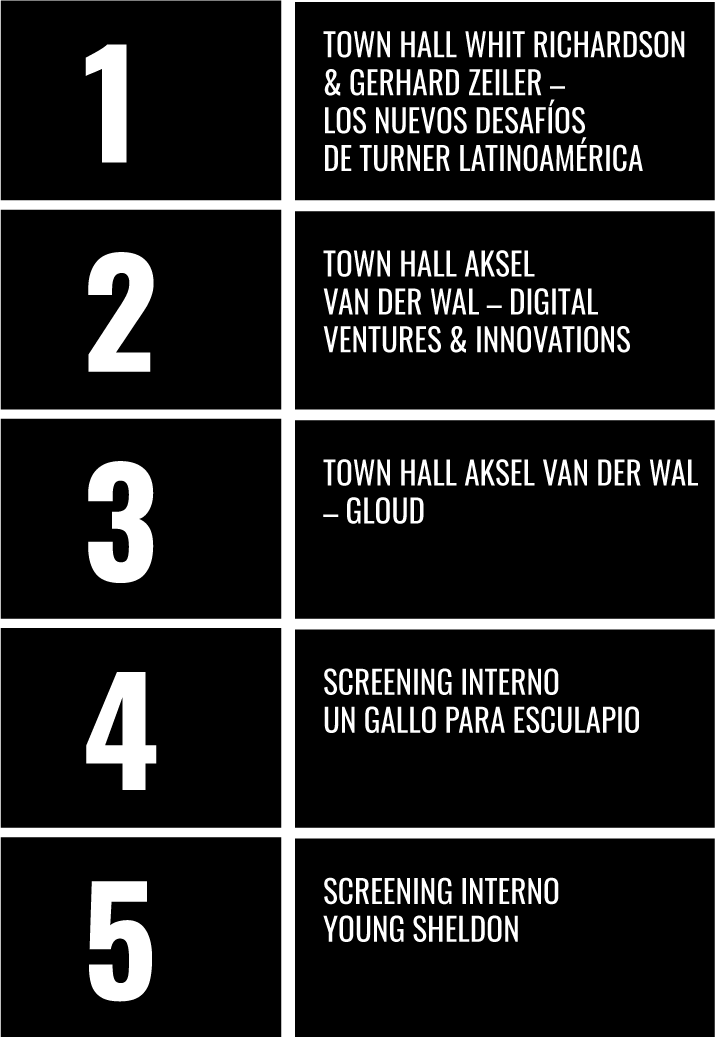 1
TOWN HALL WHIT RICHARDSON
& GERHARD ZEILER –
LOS NUEVOS DESAFÍOS
DE TURNER LATINOAMÉRICA
2
TOWN HALL AKSEL
VAN DER WAL – DIGITAL
VENTURES & INNOVATIONS
3
TOWN HALL AKSEL VAN DER WAL
– GLOUD
4
SCREENING INTERNO
UN GALLO PARA ESCULAPIO
5
SCREENING INTERNO
YOUNG SHELDON